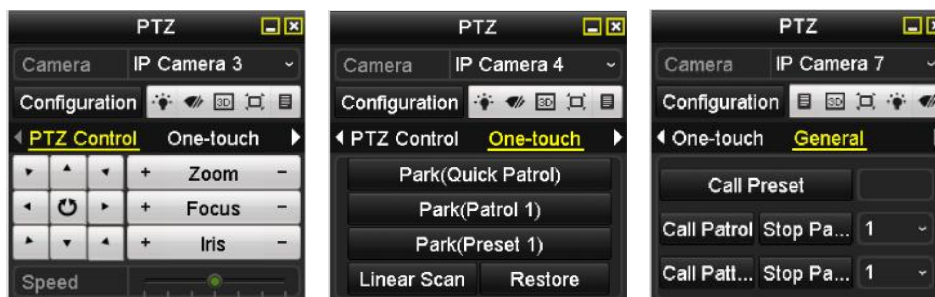 PTZ
Camera IP Camera 3
Configuration 3D
PTZ Control One-touch
+ Zoom -
+ Focus -
+ Iris -
Speed
PTZ
Camera IP Camera 4
Configuration 3D
PTZ Control One-touch
Park(Quick Patrol)
Park(Patrol 1)
Park(Preset 1)
Linear Scan Restore
PTZ
Camera IP Camera 7
Configuration 3D
One-touch General
Call Preset
Call Patrol Stop Pa... 1
Call Patt... Stop Pa... 1